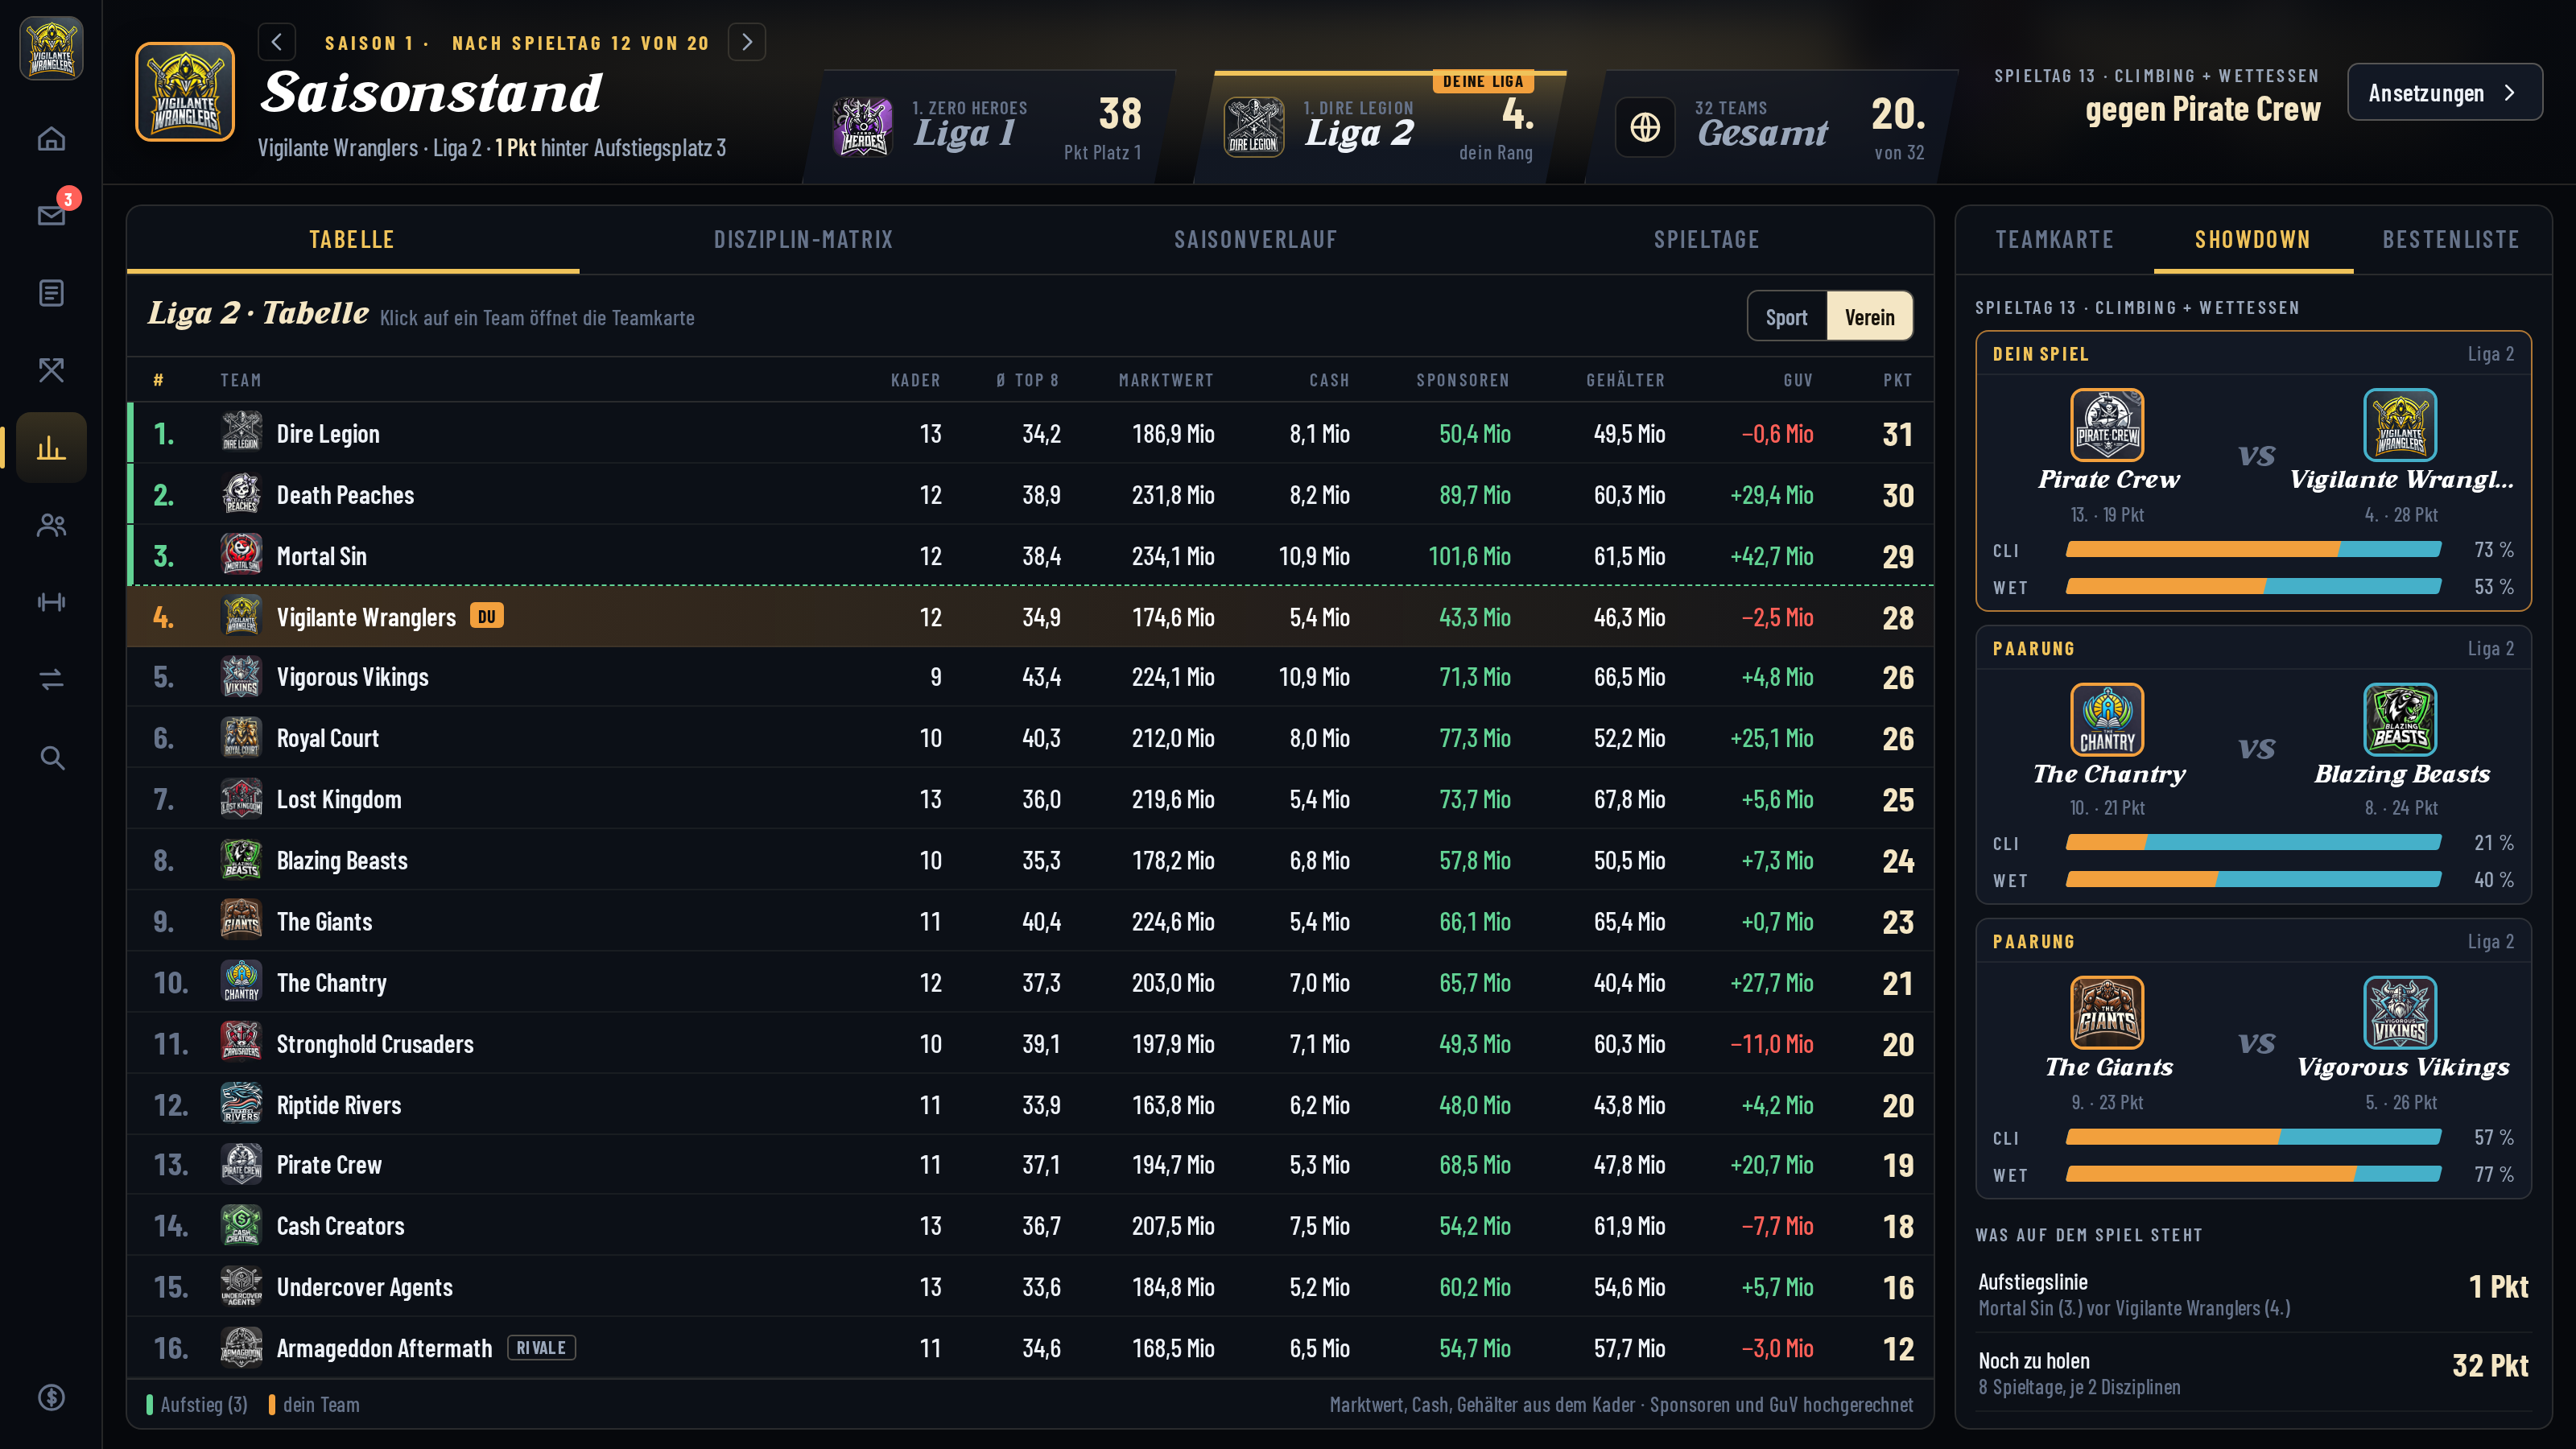 VIGILANTE WRANGLERS
3
VIGILANTE WRANGLERS
SAISON 1 · NACH SPIELTAG 12 VON 20
Saisonstand
Vigilante Wranglers · Liga 2 · 1 Pkt hinter Aufstiegsplatz 3
ZERO HEROES
1. ZERO HEROES
Liga 1
38
Pkt Platz 1
DEINE LIGA
DIRE LEGION
1. DIRE LEGION
Liga 2
4.
dein Rang
32 TEAMS
Gesamt
20.
von 32
SPIELTAG 13 · CLIMBING + WETTESSEN
gegen Pirate Crew
Ansetzungen
TABELLE DISZIPLIN-MATRIX SAISONVERLAUF SPIELTAGE
Liga 2 · Tabelle Klick auf ein Team öffnet die Teamkarte
Sport Verein
# TEAM KADER Ø TOP 8 MARKTWERT CASH SPONSOREN GEHÄLTER GUV PKT
1. Dire Legion 13 34,2 186,9 Mio 8,1 Mio 50,4 Mio 49,5 Mio −0,6 Mio 31
2. Death Peaches 12 38,9 231,8 Mio 8,2 Mio 89,7 Mio 60,3 Mio +29,4 Mio 30
3. Mortal Sin 12 38,4 234,1 Mio 10,9 Mio 101,6 Mio 61,5 Mio +42,7 Mio 29
4. Vigilante Wranglers DU 12 34,9 174,6 Mio 5,4 Mio 43,3 Mio 46,3 Mio −2,5 Mio 28
5. Vigorous Vikings 9 43,4 224,1 Mio 10,9 Mio 71,3 Mio 66,5 Mio +4,8 Mio 26
6. Royal Court 10 40,3 212,0 Mio 8,0 Mio 77,3 Mio 52,2 Mio +25,1 Mio 26
7. Lost Kingdom 13 36,0 219,6 Mio 5,4 Mio 73,7 Mio 67,8 Mio +5,6 Mio 25
8. Blazing Beasts 10 35,3 178,2 Mio 6,8 Mio 57,8 Mio 50,5 Mio +7,3 Mio 24
9. The Giants 11 40,4 224,6 Mio 5,4 Mio 66,1 Mio 65,4 Mio +0,7 Mio 23
10. The Chantry 12 37,3 203,0 Mio 7,0 Mio 65,7 Mio 40,4 Mio +27,7 Mio 21
11. Stronghold Crusaders 10 39,1 197,9 Mio 7,1 Mio 49,3 Mio 60,3 Mio −11,0 Mio 20
12. Riptide Rivers 11 33,9 163,8 Mio 6,2 Mio 48,0 Mio 43,8 Mio +4,2 Mio 20
13. Pirate Crew 11 37,1 194,7 Mio 5,3 Mio 68,5 Mio 47,8 Mio +20,7 Mio 19
14. Cash Creators 13 36,7 207,5 Mio 7,5 Mio 54,2 Mio 61,9 Mio −7,7 Mio 18
15. Undercover Agents 13 33,6 184,8 Mio 5,2 Mio 60,2 Mio 54,6 Mio +5,7 Mio 16
16. Armageddon Aftermath RIVALE 11 34,6 168,5 Mio 6,5 Mio 54,7 Mio 57,7 Mio −3,0 Mio 12
Aufstieg (3) dein Team
Marktwert, Cash, Gehälter aus dem Kader · Sponsoren und GuV hochgerechnet
TEAMKARTE SHOWDOWN BESTENLISTE
SPIELTAG 13 · CLIMBING + WETTESSEN
DEIN SPIEL Liga 2
PIRATE CREW VIGILANTE WRANGLERS
Pirate Crew vs Vigilante Wrangl...
13. · 19 Pkt 4. · 28 Pkt
CLI 73 %
WET 53 %
PAARUNG Liga 2
THE CHANTRY BLAZING BEASTS
The Chantry vs Blazing Beasts
10. · 21 Pkt 8. · 24 Pkt
CLI 21 %
WET 40 %
PAARUNG Liga 2
THE GIANTS VIGOROUS VIKINGS
The Giants vs Vigorous Vikings
9. · 23 Pkt 5. · 26 Pkt
CLI 57 %
WET 77 %
WAS AUF DEM SPIEL STEHT
Aufstiegslinie 1 Pkt
Mortal Sin (3.) vor Vigilante Wranglers (4.)
Noch zu holen 32 Pkt
8 Spieltage, je 2 Disziplinen